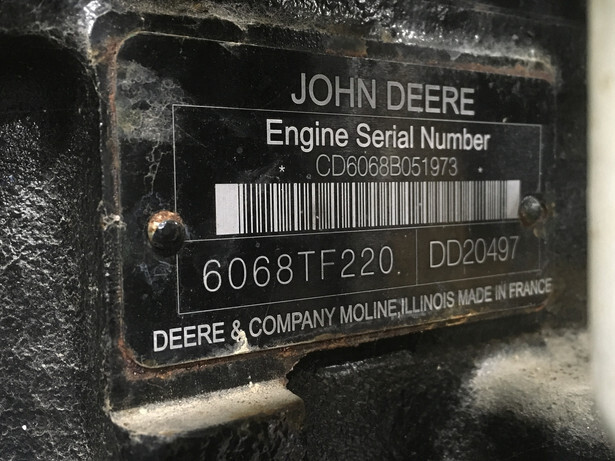 JOHN DEERE
Engine Serial Number
* CD6068B051973 *
6068TF220. DD20497
DEERE & COMPANY MOLINE, ILLINOIS MADE IN FRANCE